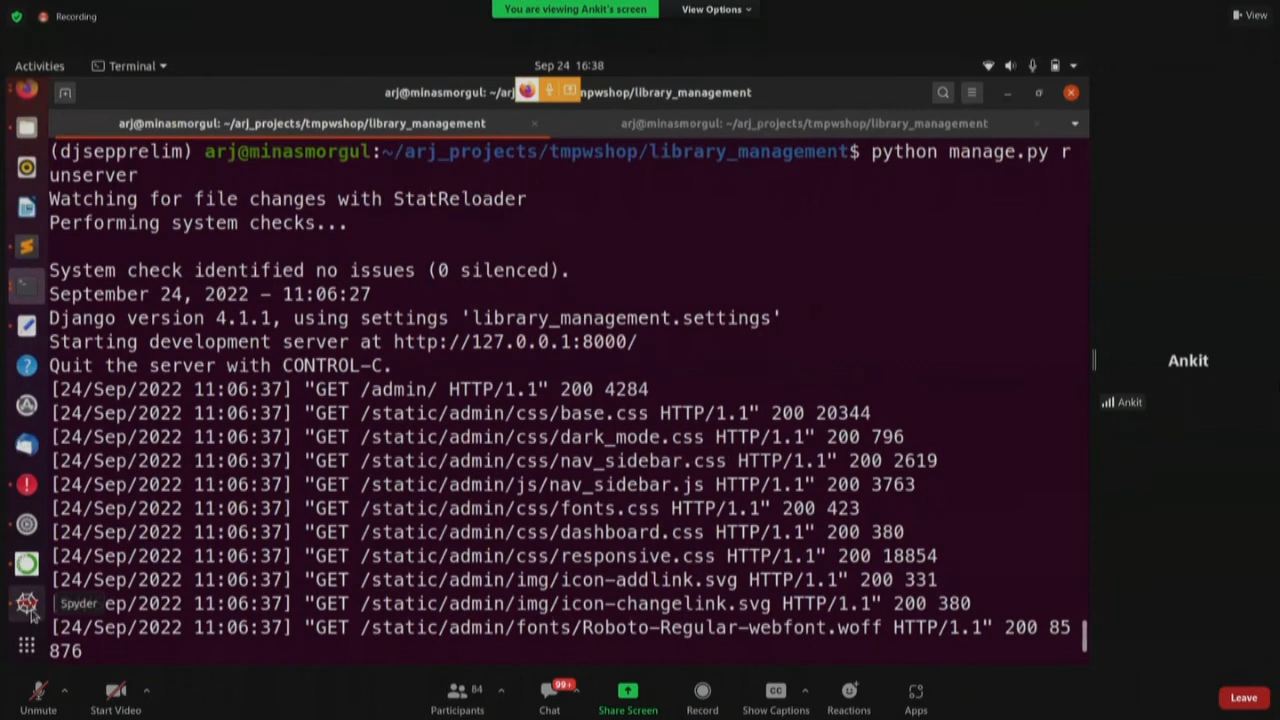 Recording
You are viewing Ankit's screen
View Options
View
Activities
Terminal
Sep 24 16:38
arj@minasmorgul: ~/arj
mpwshop/library_management
arj@minasmorgul: ~/arj_projects/tmpwshop/library_management
arj@minasmorgul: ~/arj_projects/tmpwshop/library_management
(djsepprelim) arj@minasmorgul:~/arj_projects/tmpwshop/library_management$ python manage.py r
unserver
Watching for file changes with StatReloader
Performing system checks...
System check identified no issues (0 silenced).
September 24, 2022 - 11:06:27
Django version 4.1.1, using settings 'library_management.settings'
Starting development server at http://127.0.0.1:8000/
Quit the server with CONTROL-C.
[24/Sep/2022 11:06:37] "GET /admin/ HTTP/1.1" 200 4284
[24/Sep/2022 11:06:37] "GET /static/admin/css/base.css HTTP/1.1" 200 20344
[24/Sep/2022 11:06:37] "GET /static/admin/css/dark_mode.css HTTP/1.1" 200 796
[24/Sep/2022 11:06:37] "GET /static/admin/css/nav_sidebar.css HTTP/1.1" 200 2619
[24/Sep/2022 11:06:37] "GET /static/admin/js/nav_sidebar.js HTTP/1.1" 200 3763
[24/Sep/2022 11:06:37] "GET /static/admin/css/fonts.css HTTP/1.1" 200 423
[24/Sep/2022 11:06:37] "GET /static/admin/css/dashboard.css HTTP/1.1" 200 380
[24/Sep/2022 11:06:37] "GET /static/admin/css/responsive.css HTTP/1.1" 200 18854
[24/Sep/2022 11:06:37] "GET /static/admin/img/icon-addlink.svg HTTP/1.1" 200 331
Spyder
ep/2022 11:06:37] "GET /static/admin/img/icon-changelink.svg HTTP/1.1" 200 380
[24/Sep/2022 11:06:37] "GET /static/admin/fonts/Roboto-Regular-webfont.woff HTTP/1.1" 200 85
876
Ankit
Ankit
Unmute
Start Video
84
Participants
99+
Chat
Share Screen
Record
CC
Show Captions
Reactions
Apps
Leave